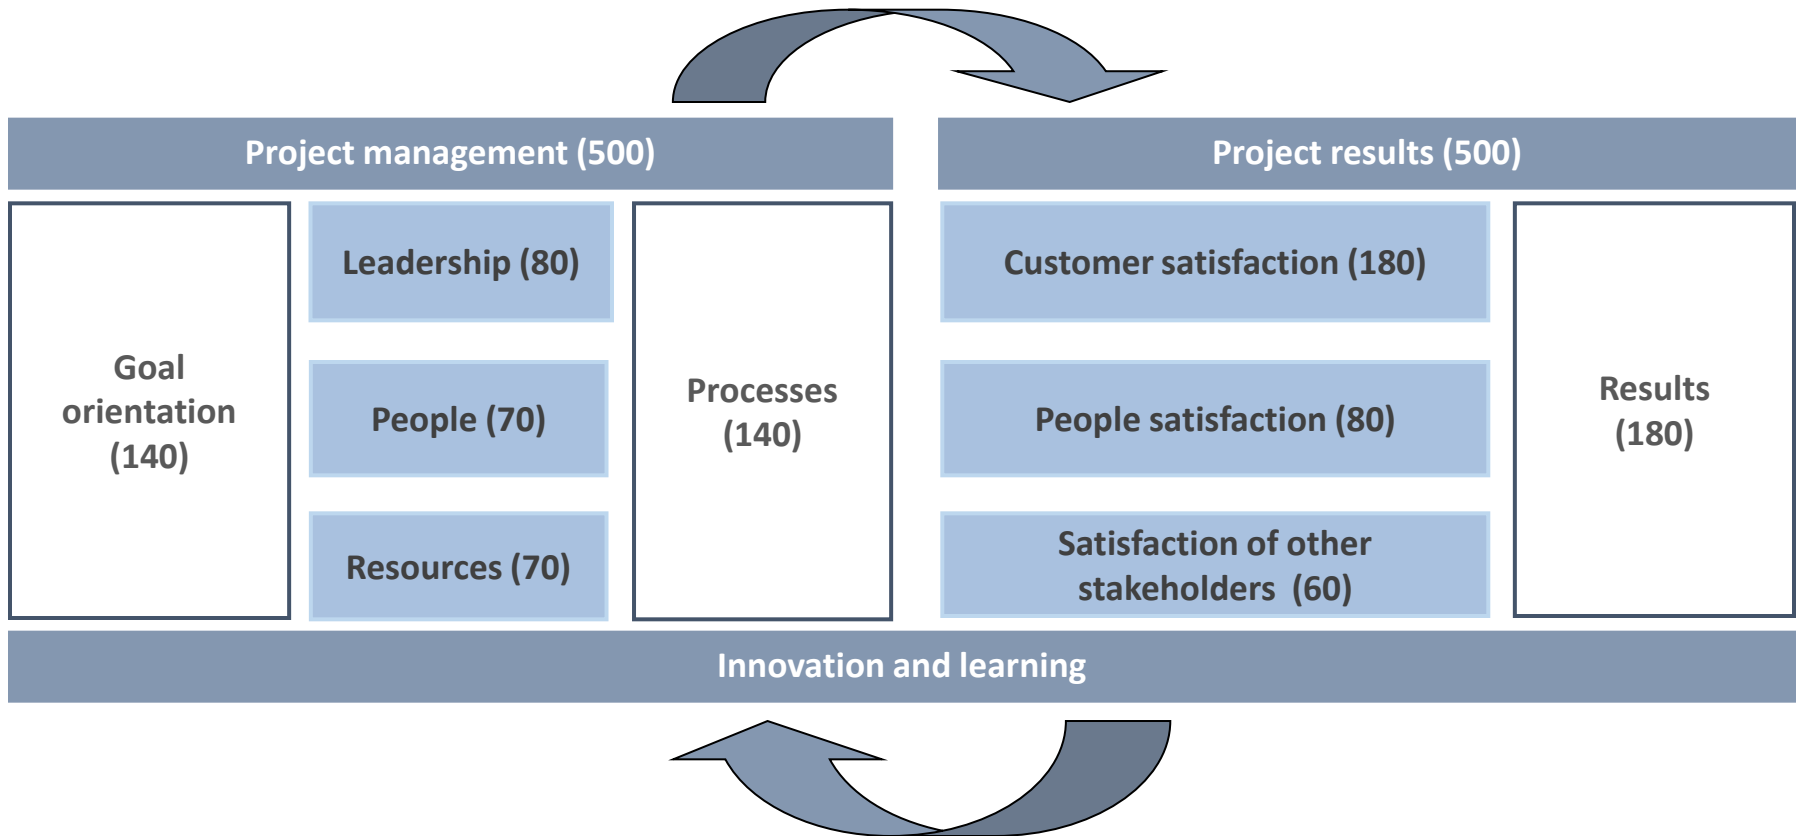 Project management (500)
Project results (500)
Goal
orientation
(140)
Leadership (80)
People (70)
Resources (70)
Processes
(140)
Customer satisfaction (180)
People satisfaction (80)
Satisfaction of other
stakeholders (60)
Results
(180)
Innovation and learning